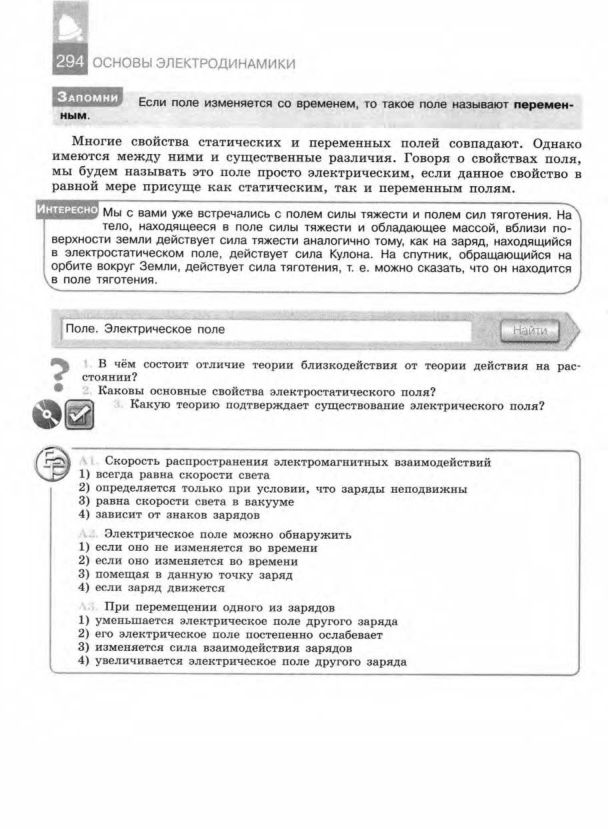 294 ОСНОВЫ ЭЛЕКТРОДИНАМИКИ
ЗАПОМНИ Если поле изменяется со временем, то такое поле называют перемен-
ным.
Многие свойства статических и переменных полей совпадают. Однако
имеются между ними и существенные различия. Говоря о свойствах поля,
мы будем называть это поле просто электрическим, если данное свойство в
равной мере присуще как статическим, так и переменным полям.
ИНТЕРЕСНО Мы с вами уже встречались с полем силы тяжести и полем сил тяготения. На
тело, находящееся в поле силы тяжести и обладающее массой, вблизи по-
верхности земли действует сила тяжести аналогично тому, как на заряд, находящийся
в электростатическом поле, действует сила Кулона. На спутник, обращающийся на
орбите вокруг Земли, действует сила тяготения, т. е. можно сказать, что он находится
в поле тяготения.
Поле. Электрическое поле Найти
? 1. В чём состоит отличие теории близкодействия от теории действия на рас-
стоянии?
2. Каковы основные свойства электростатического поля?
3. Какую теорию подтверждает существование электрического поля?
А1. Скорость распространения электромагнитных взаимодействий
1) всегда равна скорости света
2) определяется только при условии, что заряды неподвижны
3) равна скорости света в вакууме
4) зависит от знаков зарядов
А2. Электрическое поле можно обнаружить
1) если оно не изменяется во времени
2) если оно изменяется во времени
3) помещая в данную точку заряд
4) если заряд движется
А3. При перемещении одного из зарядов
1) уменьшается электрическое поле другого заряда
2) его электрическое поле постепенно ослабевает
3) изменяется сила взаимодействия зарядов
4) увеличивается электрическое поле другого заряда